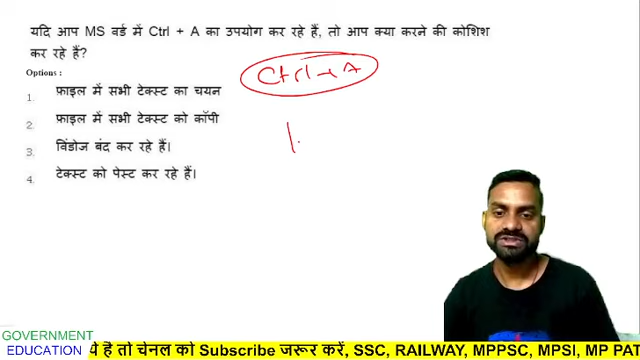 यदि आप MS वर्ड में Ctrl + A का उपयोग कर रहे हैं, तो आप क्या करने की कोशिश
कर रहे हैं?
Options :
1. फ़ाइल में सभी टेक्स्ट का चयन
2. फ़ाइल में सभी टेक्स्ट को कॉपी
3. विंडोज बंद कर रहे हैं।
4. टेक्स्ट को पेस्ट कर रहे हैं।
Ctrl + A
GOVERNMENT
EDUCATION
है तो चेनल को Subscribe जरूर करें, SSC, RAILWAY, MPPSC, MPSI, MP PAT